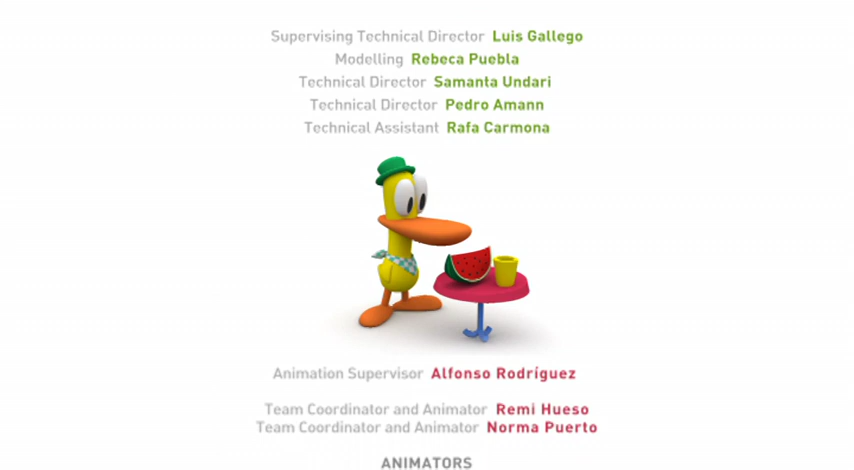 Supervising Technical Director Luis Gallego
Modelling Rebeca Puebla
Technical Director Samanta Undari
Technical Director Pedro Amann
Technical Assistant Rafa Carmona
Animation Supervisor Alfonso Rodríguez
Team Coordinator and Animator Remi Hueso
Team Coordinator and Animator Norma Puerto
ANIMATORS